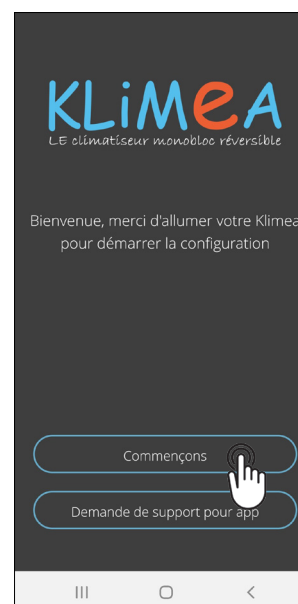 KLiMeA
LE climatiseur monobloc réversible
Bienvenue, merci d'allumer votre Klimea
pour démarrer la configuration
Commençons
Demande de support pour app